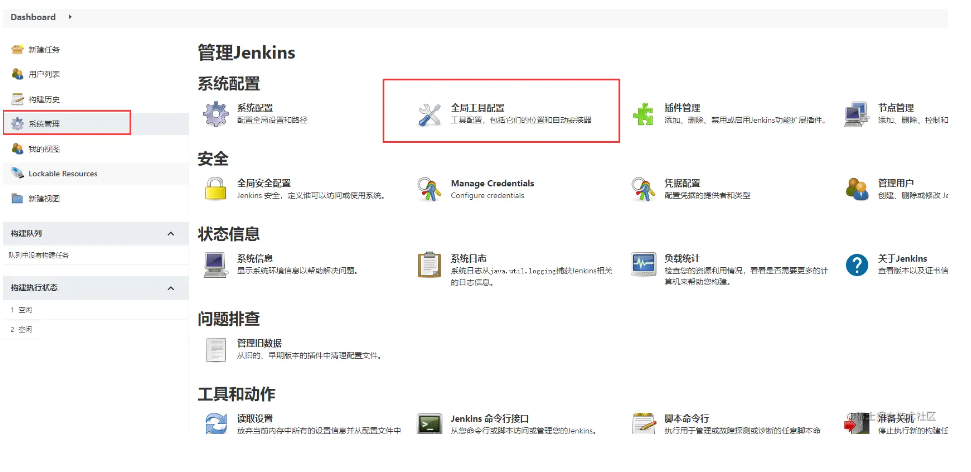 Dashboard
新建任务
用户列表
构建历史
系统管理
我的视图
Lockable Resources
新建视图
构建队列
队列中没有构建任务
构建执行状态
1 空闲
2 空闲
管理Jenkins
系统配置
系统配置
配置全局设置和路径
全局工具配置
工具配置，包括它们的位置和自动安装器
插件管理
添加、删除、禁用或启用Jenkins功能扩展插件。
节点管理
添加、删除、控制和
安全
全局安全配置
Jenkins 安全，定义谁可以访问或使用系统。
Manage Credentials
Configure credentials
凭据配置
配置凭据的提供者和类型
管理用户
创建、删除或修改 Je
状态信息
系统信息
显示系统环境信息以帮助解决问题。
系统日志
系统日志从java.util.logging捕获Jenkins相关
的日志信息。
负载统计
检查您的资源利用情况，看看是否需要更多的计
算机来帮助您构建。
关于Jenkins
查看版本以及证书信
问题排查
管理旧数据
从旧的、早期版本的插件中清理配置文件。
工具和动作
读取设置
放弃当前内存中所有的设置信息并从配置文件中
Jenkins 命令行接口
从您命令行或脚本访问或管理您的Jenkins。
脚本命令行
执行用于管理或故障探测或诊断的任意脚本命
准备关机
停止执行新的构建任